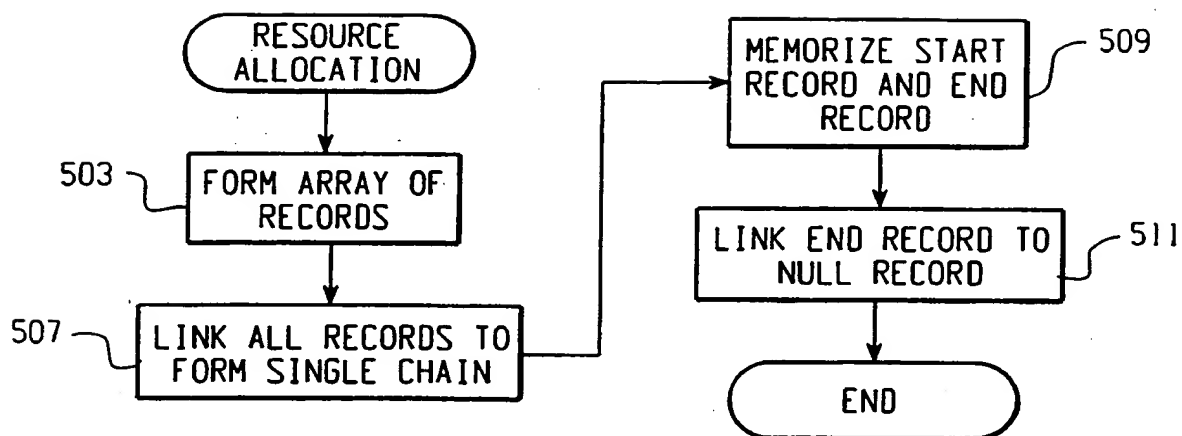 RESOURCE
ALLOCATION
503
FORM ARRAY OF
RECORDS
507
LINK ALL RECORDS TO
FORM SINGLE CHAIN
MEMORIZE START
RECORD AND END
RECORD
509
LINK END RECORD TO
NULL RECORD
511
END